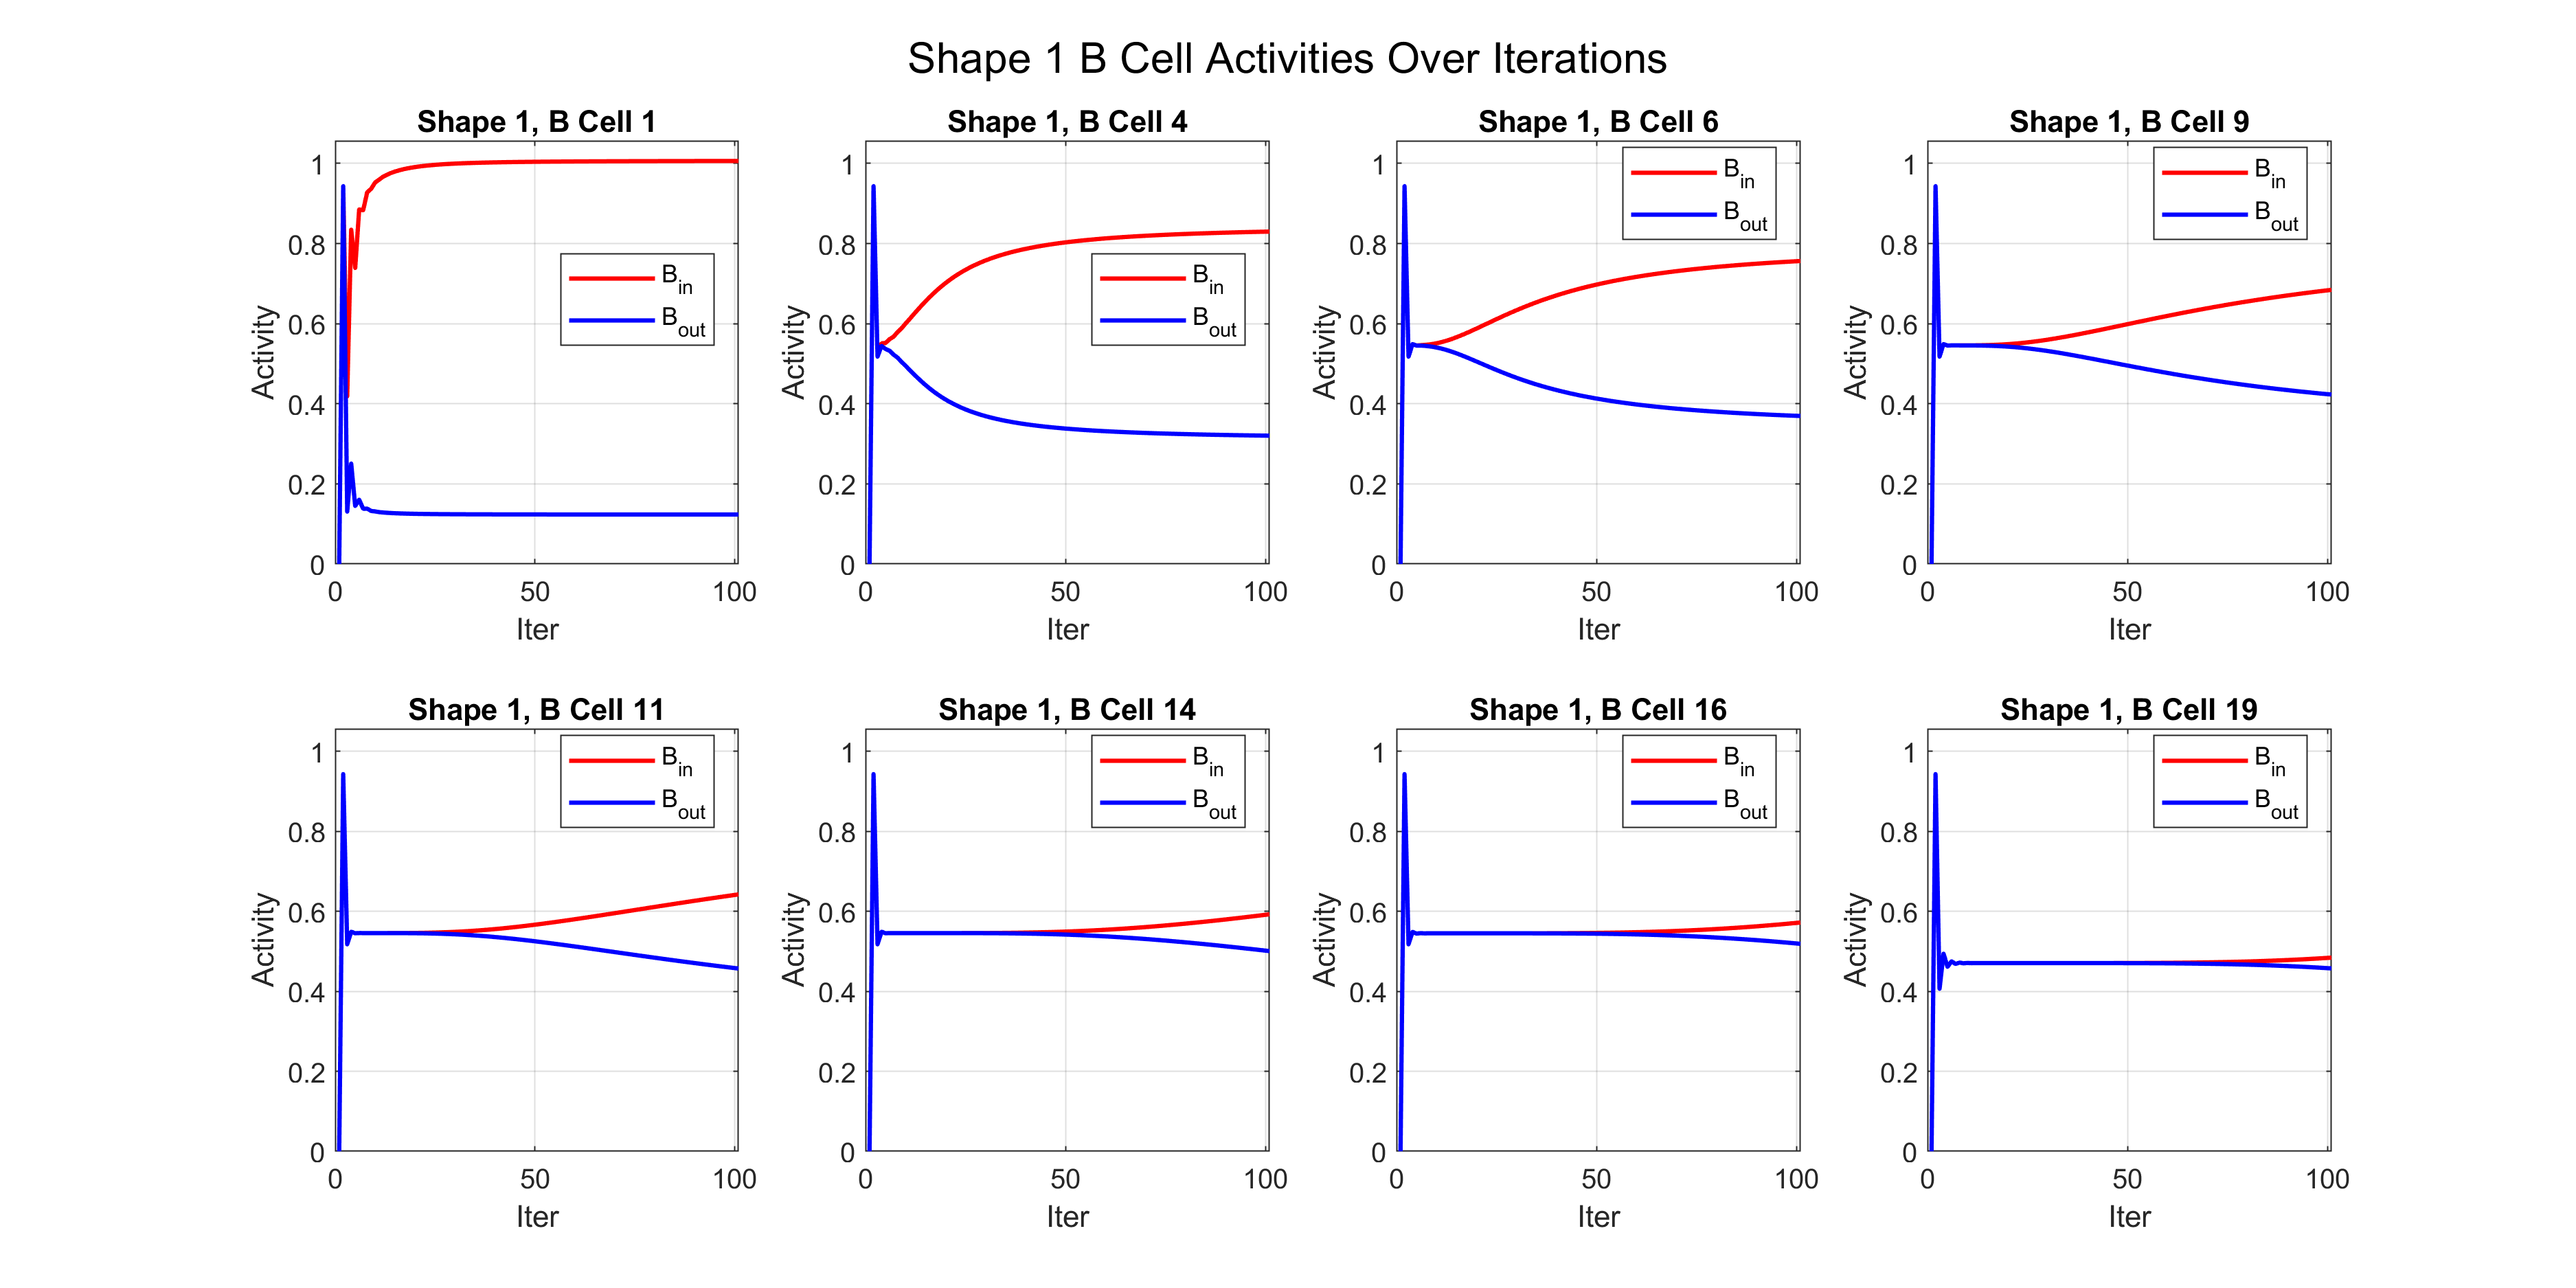 Shape 1 B Cell Activities Over Iterations
Shape 1, B Cell 1
Activity
1
0.8
0.6
0.4
0.2
0
0 50 100
Iter
B_in
B_out
Shape 1, B Cell 4
Activity
1
0.8
0.6
0.4
0.2
0
0 50 100
Iter
B_in
B_out
Shape 1, B Cell 6
Activity
1
0.8
0.6
0.4
0.2
0
0 50 100
Iter
B_in
B_out
Shape 1, B Cell 9
Activity
1
0.8
0.6
0.4
0.2
0
0 50 100
Iter
B_in
B_out
Shape 1, B Cell 11
Activity
1
0.8
0.6
0.4
0.2
0
0 50 100
Iter
B_in
B_out
Shape 1, B Cell 14
Activity
1
0.8
0.6
0.4
0.2
0
0 50 100
Iter
B_in
B_out
Shape 1, B Cell 16
Activity
1
0.8
0.6
0.4
0.2
0
0 50 100
Iter
B_in
B_out
Shape 1, B Cell 19
Activity
1
0.8
0.6
0.4
0.2
0
0 50 100
Iter
B_in
B_out